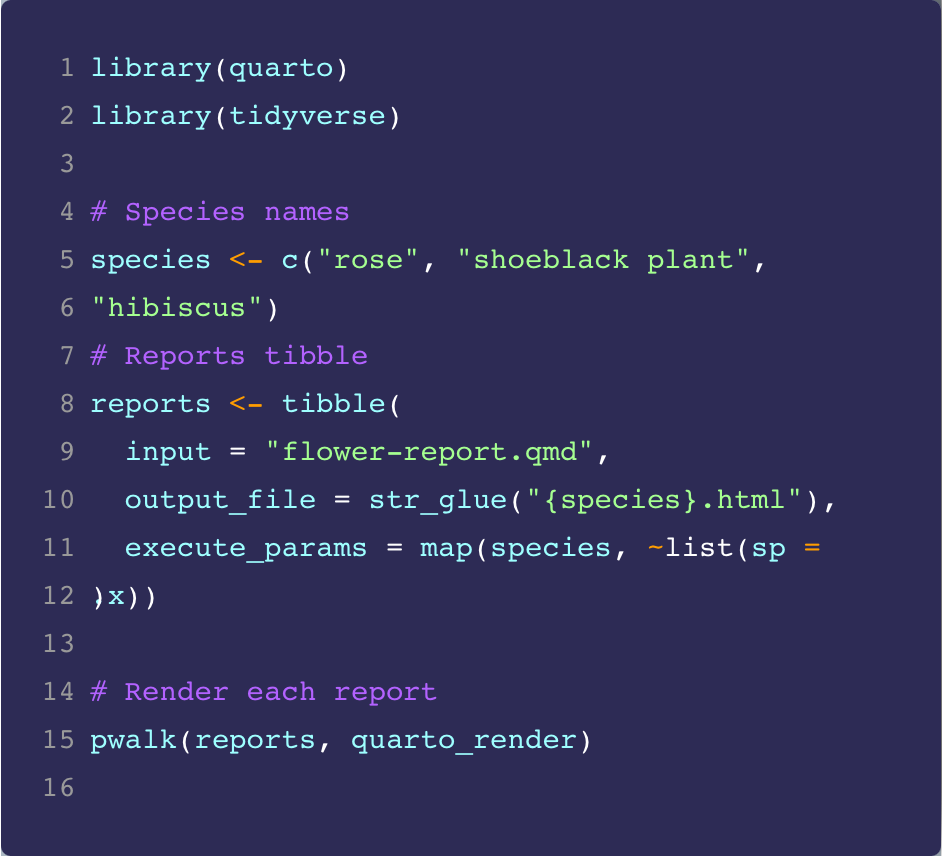 1 library(quarto)
2 library(tidyverse)
3
4 # Species names
5 species <- c("rose", "shoeblack plant",
6 "hibiscus")
7 # Reports tibble
8 reports <- tibble(
9   input = "flower-report.qmd",
10   output_file = str_glue("{species}.html"),
11   execute_params = map(species, ~list(sp =
12 .x))
)
13
14 # Render each report
15 pwalk(reports, quarto_render)
16